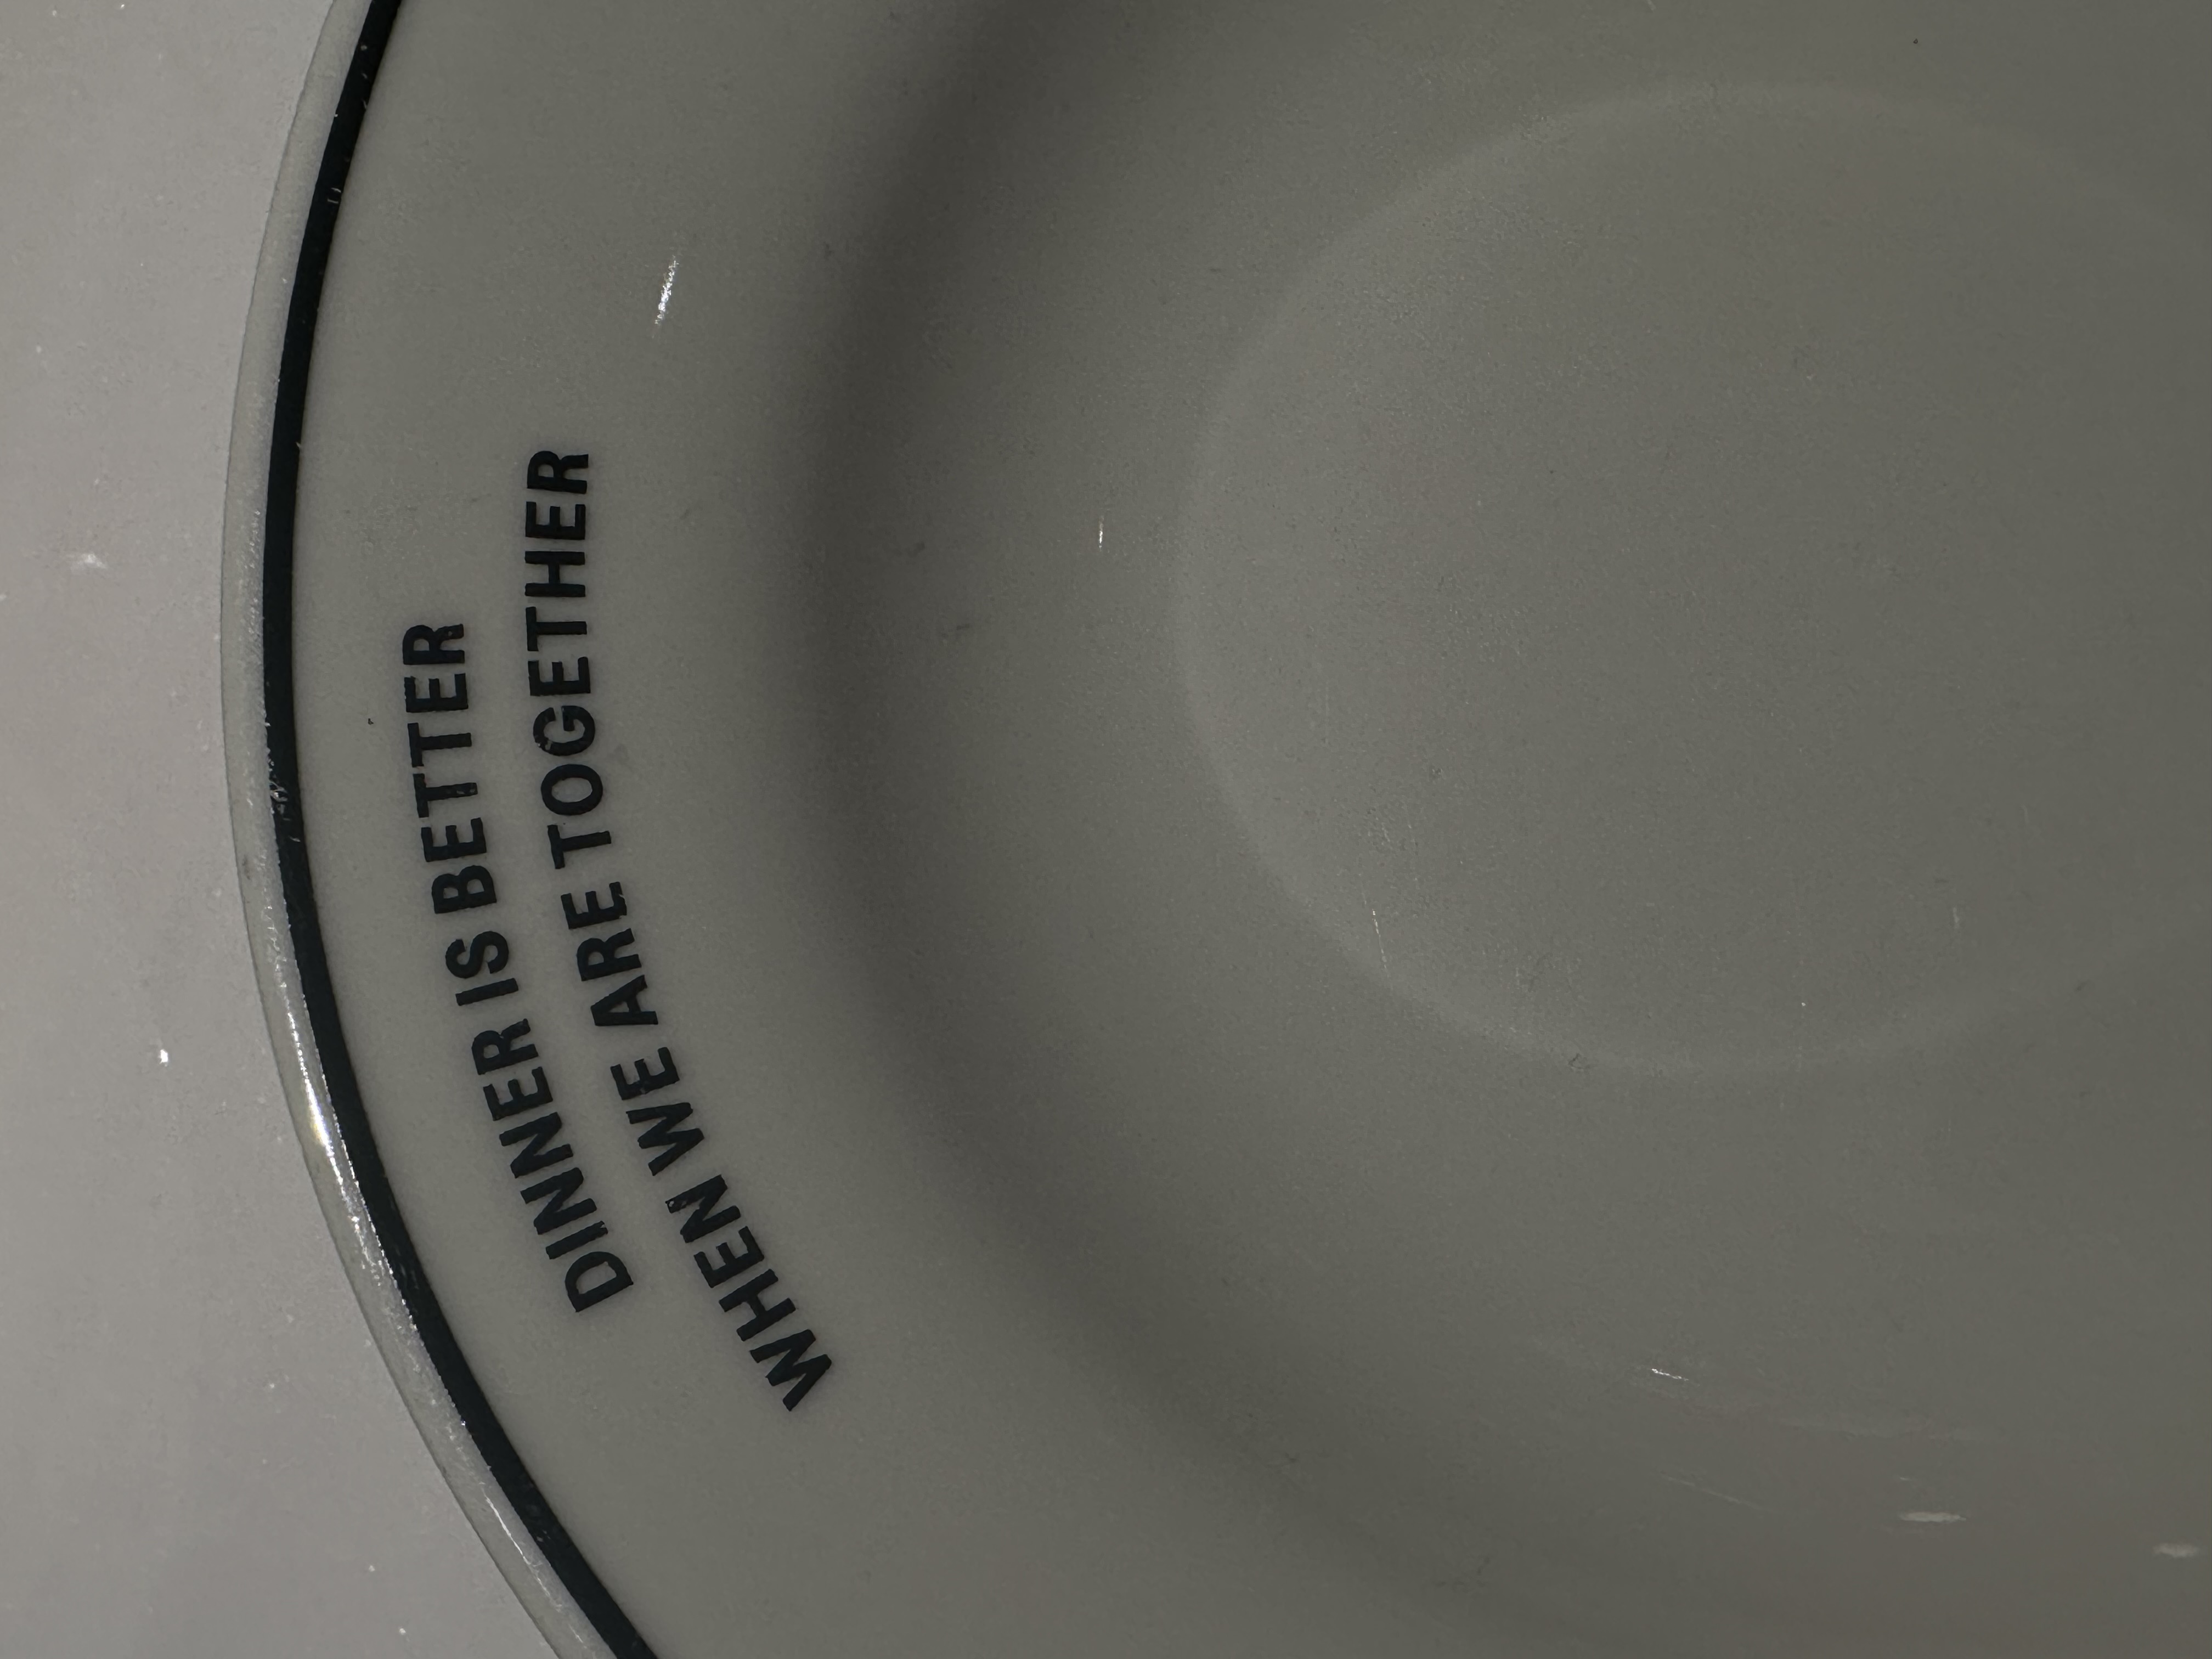 DINNER IS BETTER
WHEN WE ARE TOGETHER